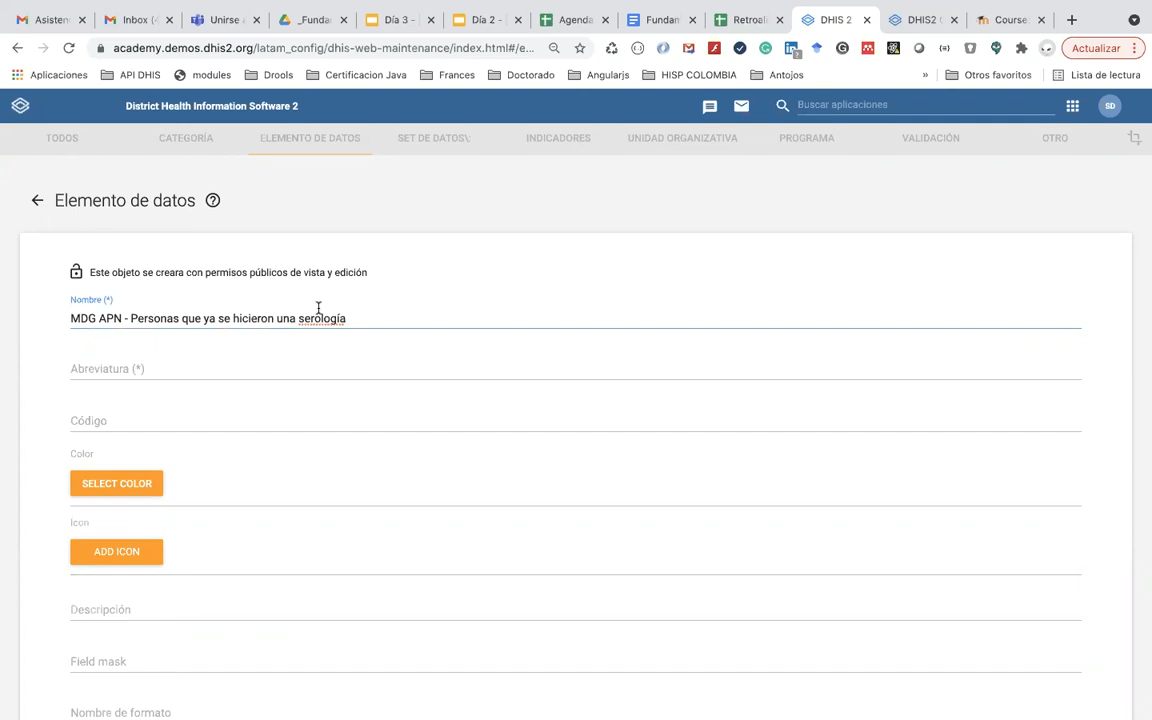 Asisten
Inbox (4
Unirse a
_Fundar
Día 3 -
Día 2 -
Agenda
Fundam
Retroale
DHIS 2
DHIS2 C
Course:
academy.demos.dhis2.org/latam_config/dhis-web-maintenance/index.html#/e...
Actualizar
Aplicaciones
API DHIS
modules
Drools
Certificacion Java
Frances
Doctorado
Angularjs
HISP COLOMBIA
Antojos
»
Otros favoritos
Lista de lectura
District Health Information Software 2
Buscar aplicaciones
SD
TODOS
CATEGORÍA
ELEMENTO DE DATOS
SET DE DATOS\;
INDICADORES
UNIDAD ORGANIZATIVA
PROGRAMA
VALIDACIÓN
OTRO
Elemento de datos
Este objeto se creara con permisos públicos de vista y edición
Nombre (*)
MDG APN - Personas que ya se hicieron una serología
Abreviatura (*)
Código
Color
SELECT COLOR
Icon
ADD ICON
Descripción
Field mask
Nombre de formato